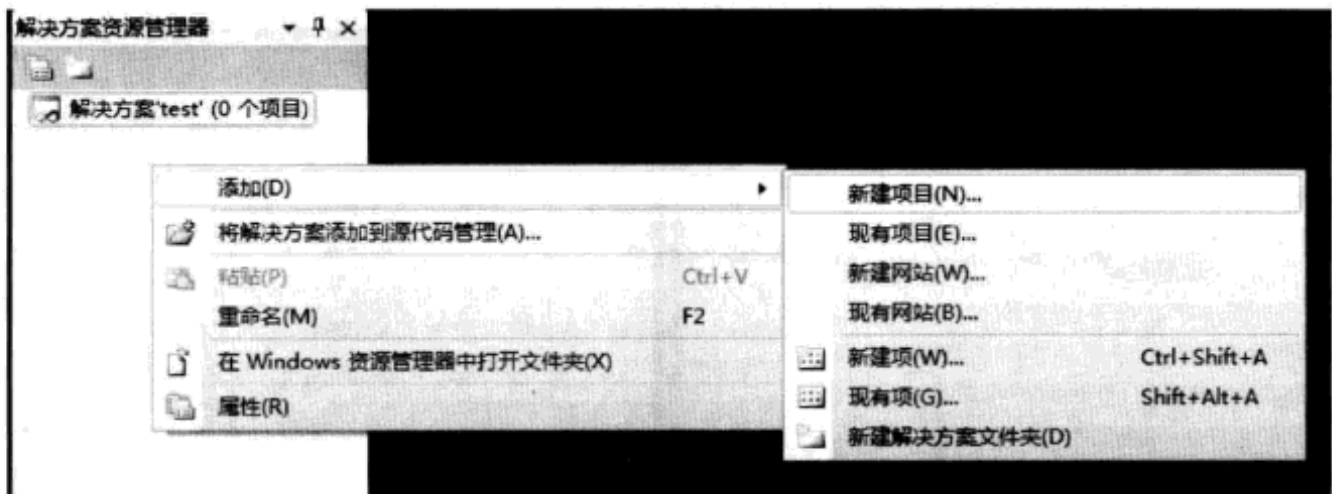 解决方案资源管理器
解决方案'test' (0 个项目)
添加(D)
将解决方案添加到源代码管理(A)...
粘贴(P) Ctrl+V
重命名(M) F2
在 Windows 资源管理器中打开文件夹(X)
属性(R)
新建项目(N)...
现有项目(E)...
新建网站(W)...
现有网站(B)...
新建项(W)... Ctrl+Shift+A
现有项(G)... Shift+Alt+A
新建解决方案文件夹(D)